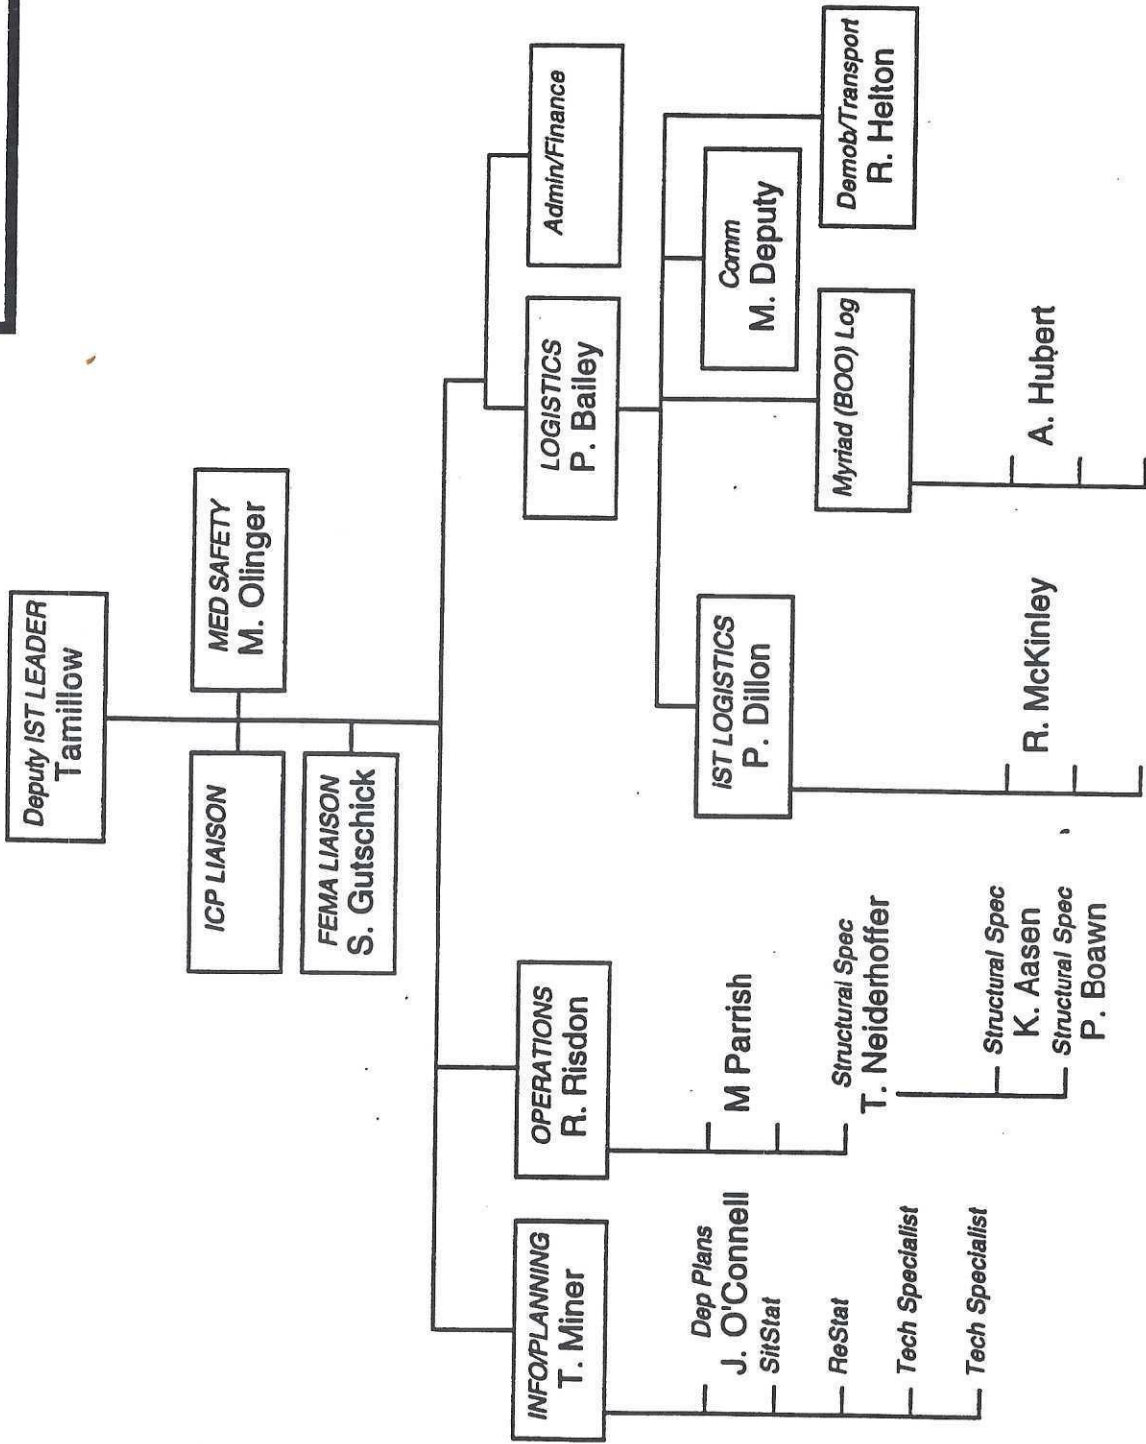 Deputy IST LEADER
Tamillow
ICP LIAISON
MED SAFETY
M. Olinger
FEMA LIAISON
S. Gutschick
INFO/PLANNING
T. Miner
OPERATIONS
R. Risdon
LOGISTICS
P. Bailey
Admin/Finance
Dep Plans
J. O'Connell
SitStat
ReStat
Tech Specialist
Tech Specialist
M Parrish
Structural Spec
T. Neiderhoffer
Structural Spec
K. Aasen
Structural Spec
P. Boawn
IST LOGISTICS
P. Dillon
R. McKinley
Comm
M. Deputy
Myriad (BOO) Log
A. Hubert
Demob/Transport
R. Helton